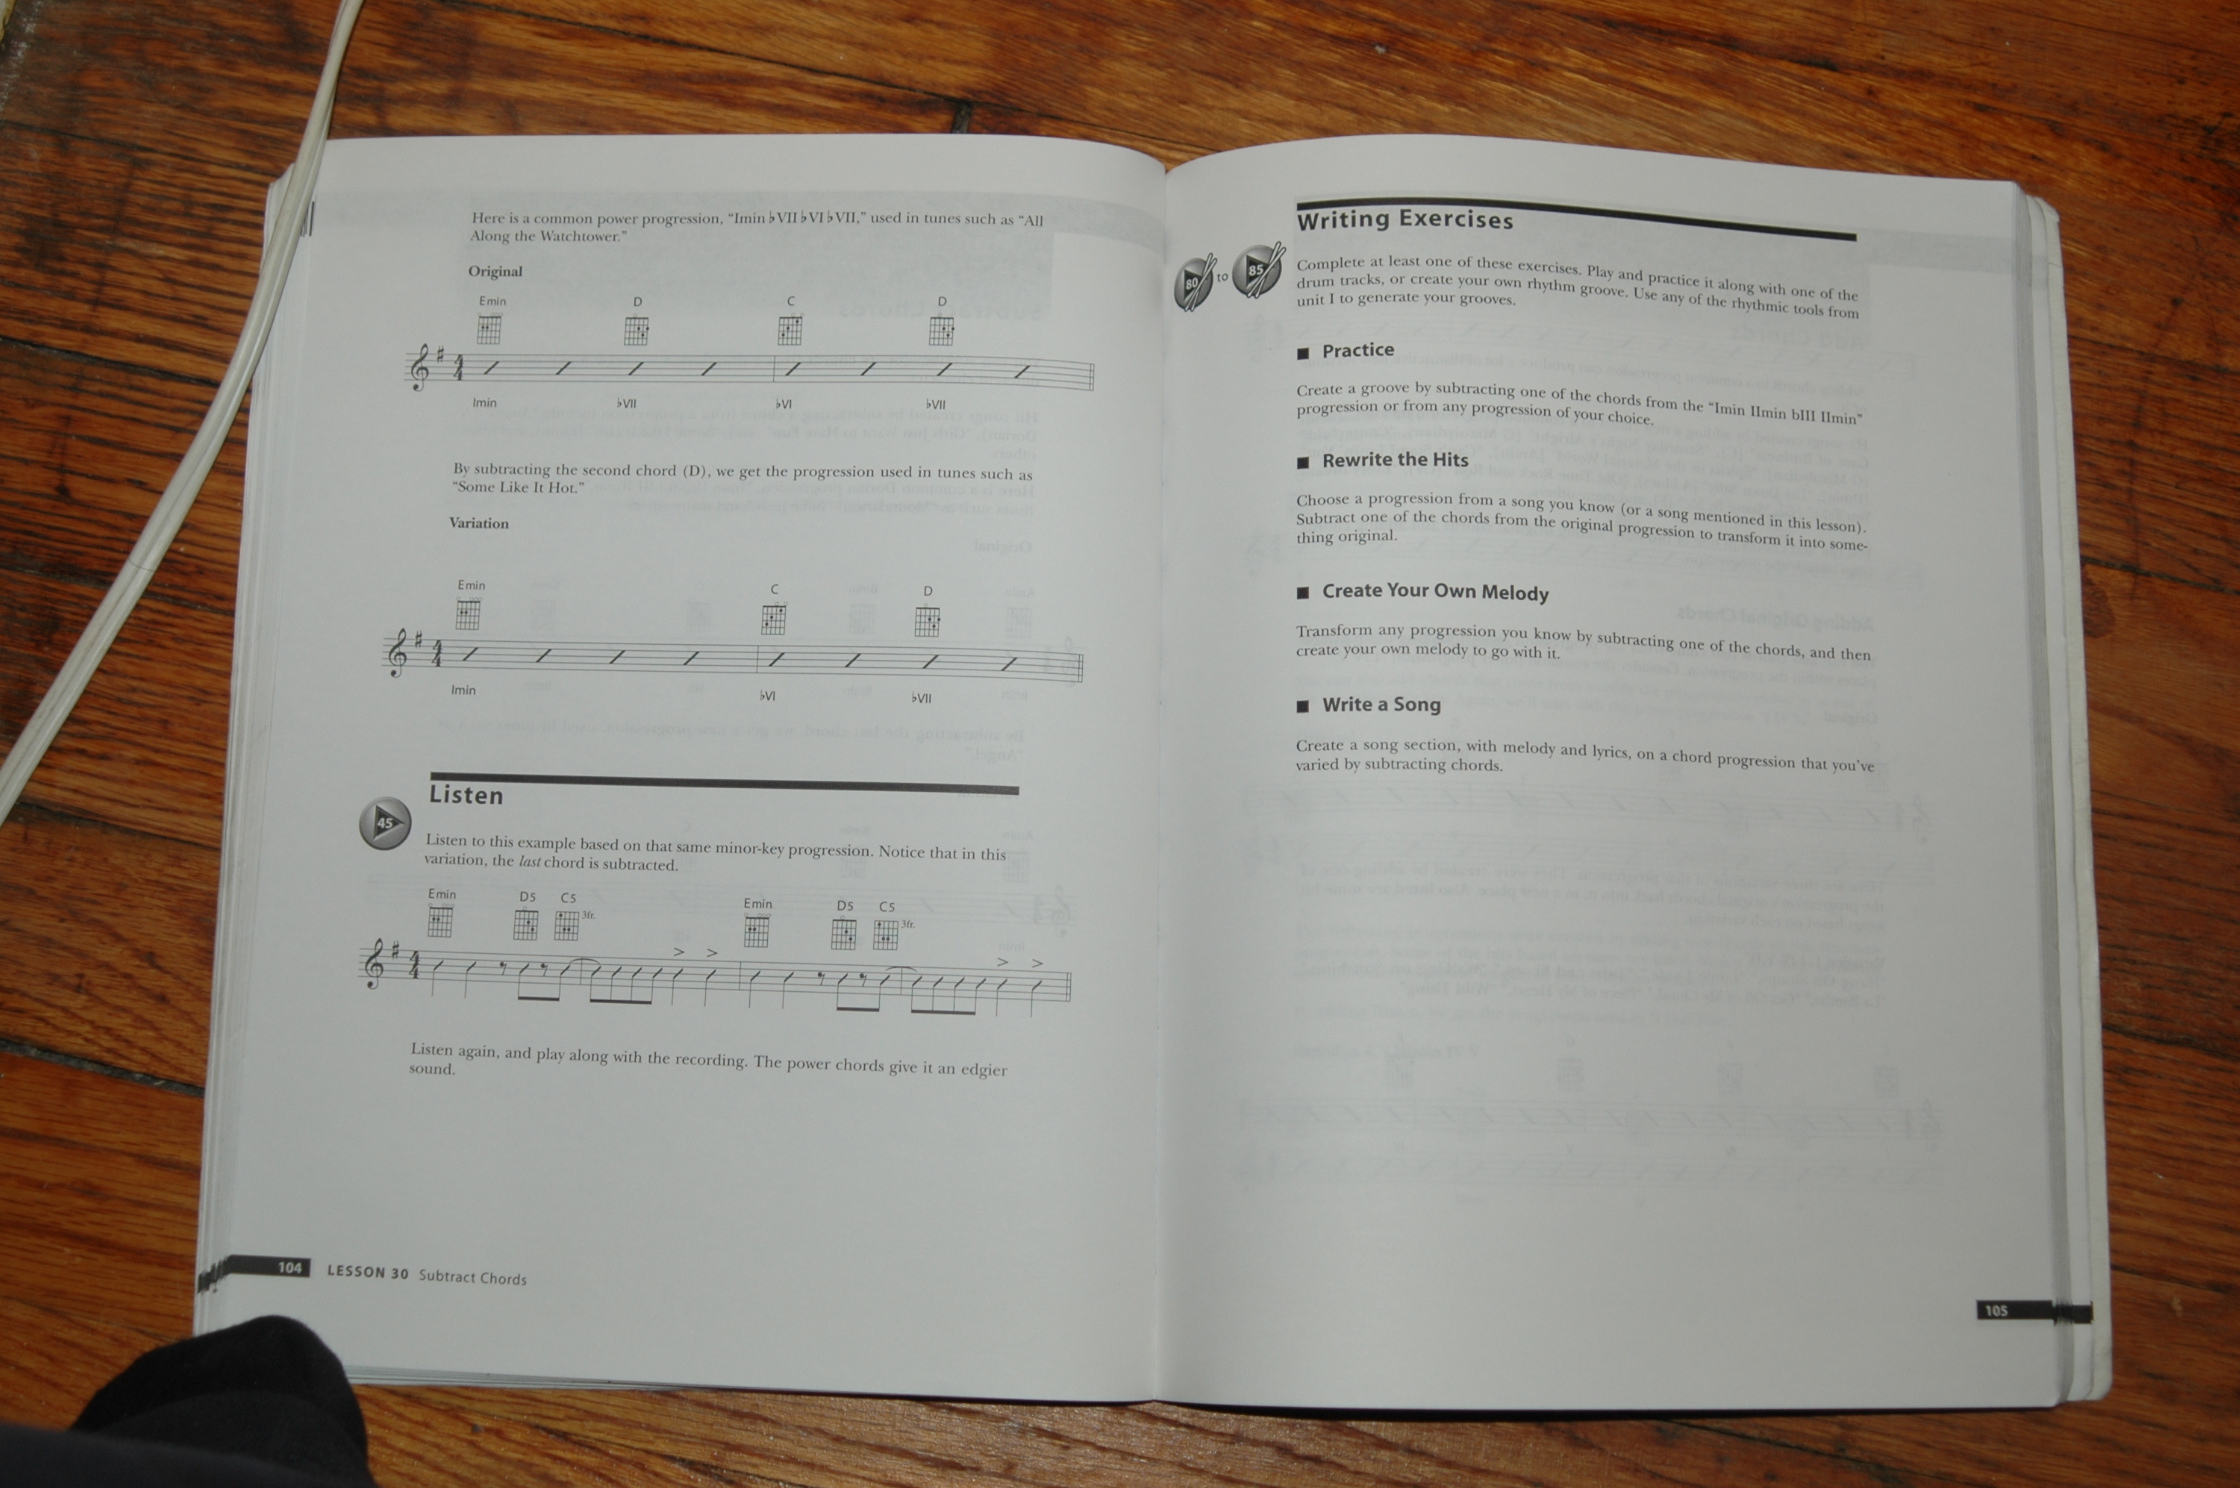 Here is a common power progression, "Imin ♭VII ♭VI ♭VII," used in tunes such as "All
Along the Watchtower."
Original
Emin D C D
Imin ♭VII ♭VI ♭VII
By subtracting the second chord (D), we get the progression used in tunes such as
"Some Like It Hot."
Variation
Emin C D
Imin ♭VI ♭VII
Listen
45
Listen to this example based on that same minor-key progression. Notice that in this
variation, the last chord is subtracted.
Emin D5 C5 Emin D5 C5
3fr. 3fr.
Listen again, and play along with the recording. The power chords give it an edgier
sound.
104 LESSON 30 Subtract Chords
Writing Exercises
80 to 85
Complete at least one of these exercises. Play and practice it along with one of the
drum tracks, or create your own rhythm groove. Use any of the rhythmic tools from
unit I to generate your grooves.
■ Practice
Create a groove by subtracting one of the chords from the "Imin IImin bIII IImin"
progression or from any progression of your choice.
■ Rewrite the Hits
Choose a progression from a song you know (or a song mentioned in this lesson).
Subtract one of the chords from the original progression to transform it into some-
thing original.
■ Create Your Own Melody
Transform any progression you know by subtracting one of the chords, and then
create your own melody to go with it.
■ Write a Song
Create a song section, with melody and lyrics, on a chord progression that you've
varied by subtracting chords.
105